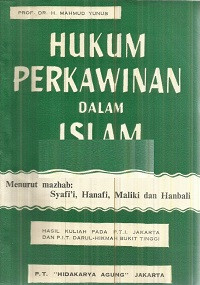 PROF. DR. H. MAHMUD YUNUS
HUKUM
PERKAWINAN
DALAM
ISLAM
Menurut mazhab:
Syafi'i, Hanafi, Maliki dan Hanbali
HASIL KULIAH PADA P.T.I. JAKARTA
DAN P.I.T. DARUL-HIKMAH BUKIT TINGGI
P.T. "HIDAKARYA AGUNG" JAKARTA